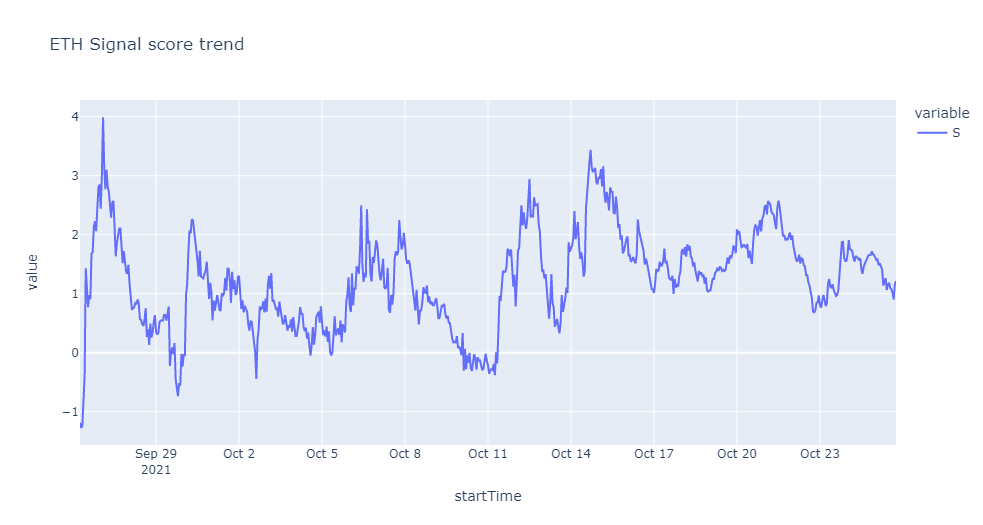 ETH Signal score trend
variable
S
value
4
3
2
1
0
−1
Sep 29
2021
Oct 2
Oct 5
Oct 8
Oct 11
Oct 14
Oct 17
Oct 20
Oct 23
startTime